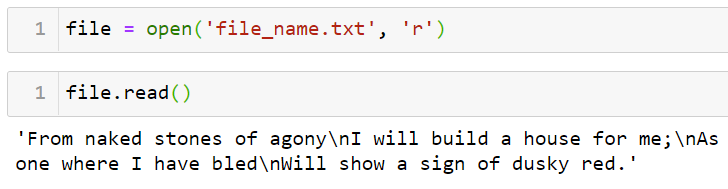 1 file = open('file_name.txt', 'r')
1 file.read()
'From naked stones of agony\nI will build a house for me;\nAs
one where I have bled\nWill show a sign of dusky red.'